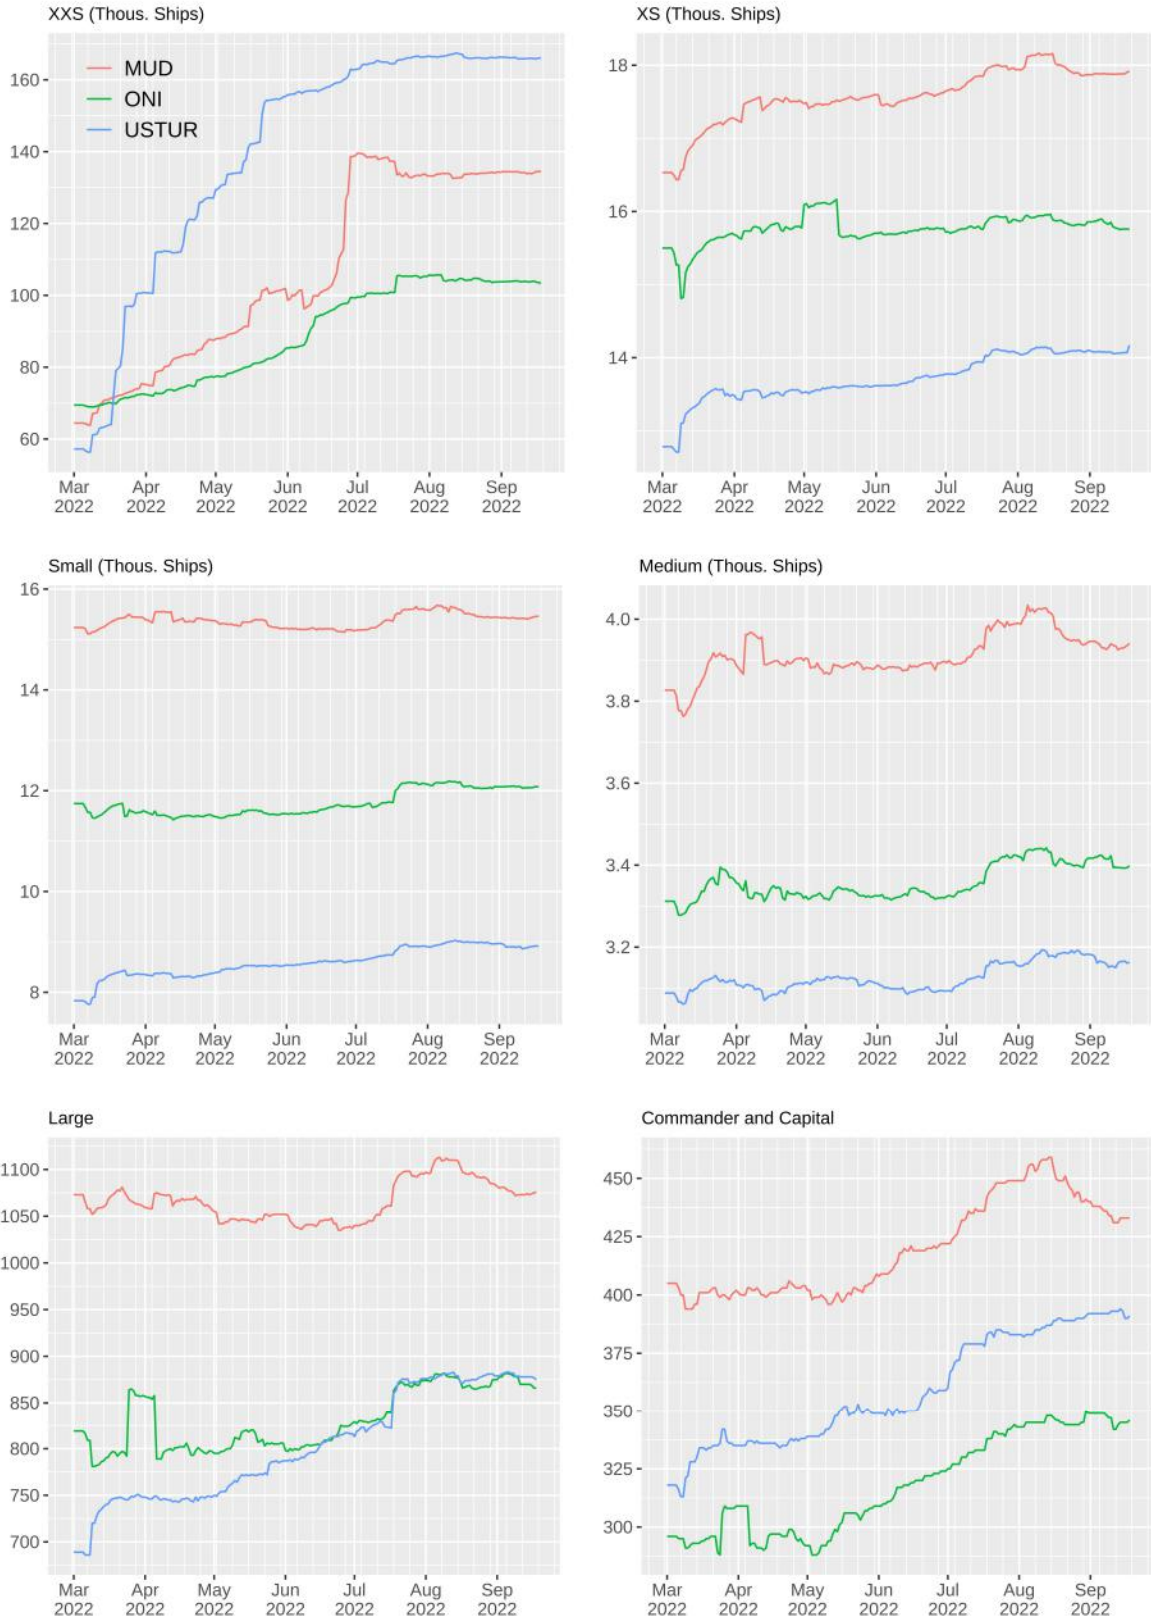 XXS (Thous. Ships)
MUD
ONI
USTUR
160
140
120
100
80
60
Mar Apr May Jun Jul Aug Sep
2022 2022 2022 2022 2022 2022 2022
XS (Thous. Ships)
18
16
14
Mar Apr May Jun Jul Aug Sep
2022 2022 2022 2022 2022 2022 2022
Small (Thous. Ships)
16
14
12
10
8
Mar Apr May Jun Jul Aug Sep
2022 2022 2022 2022 2022 2022 2022
Medium (Thous. Ships)
4.0
3.8
3.6
3.4
3.2
Mar Apr May Jun Jul Aug Sep
2022 2022 2022 2022 2022 2022 2022
Large
1100
1050
1000
950
900
850
800
750
700
Mar Apr May Jun Jul Aug Sep
2022 2022 2022 2022 2022 2022 2022
Commander and Capital
450
425
400
375
350
325
300
Mar Apr May Jun Jul Aug Sep
2022 2022 2022 2022 2022 2022 2022